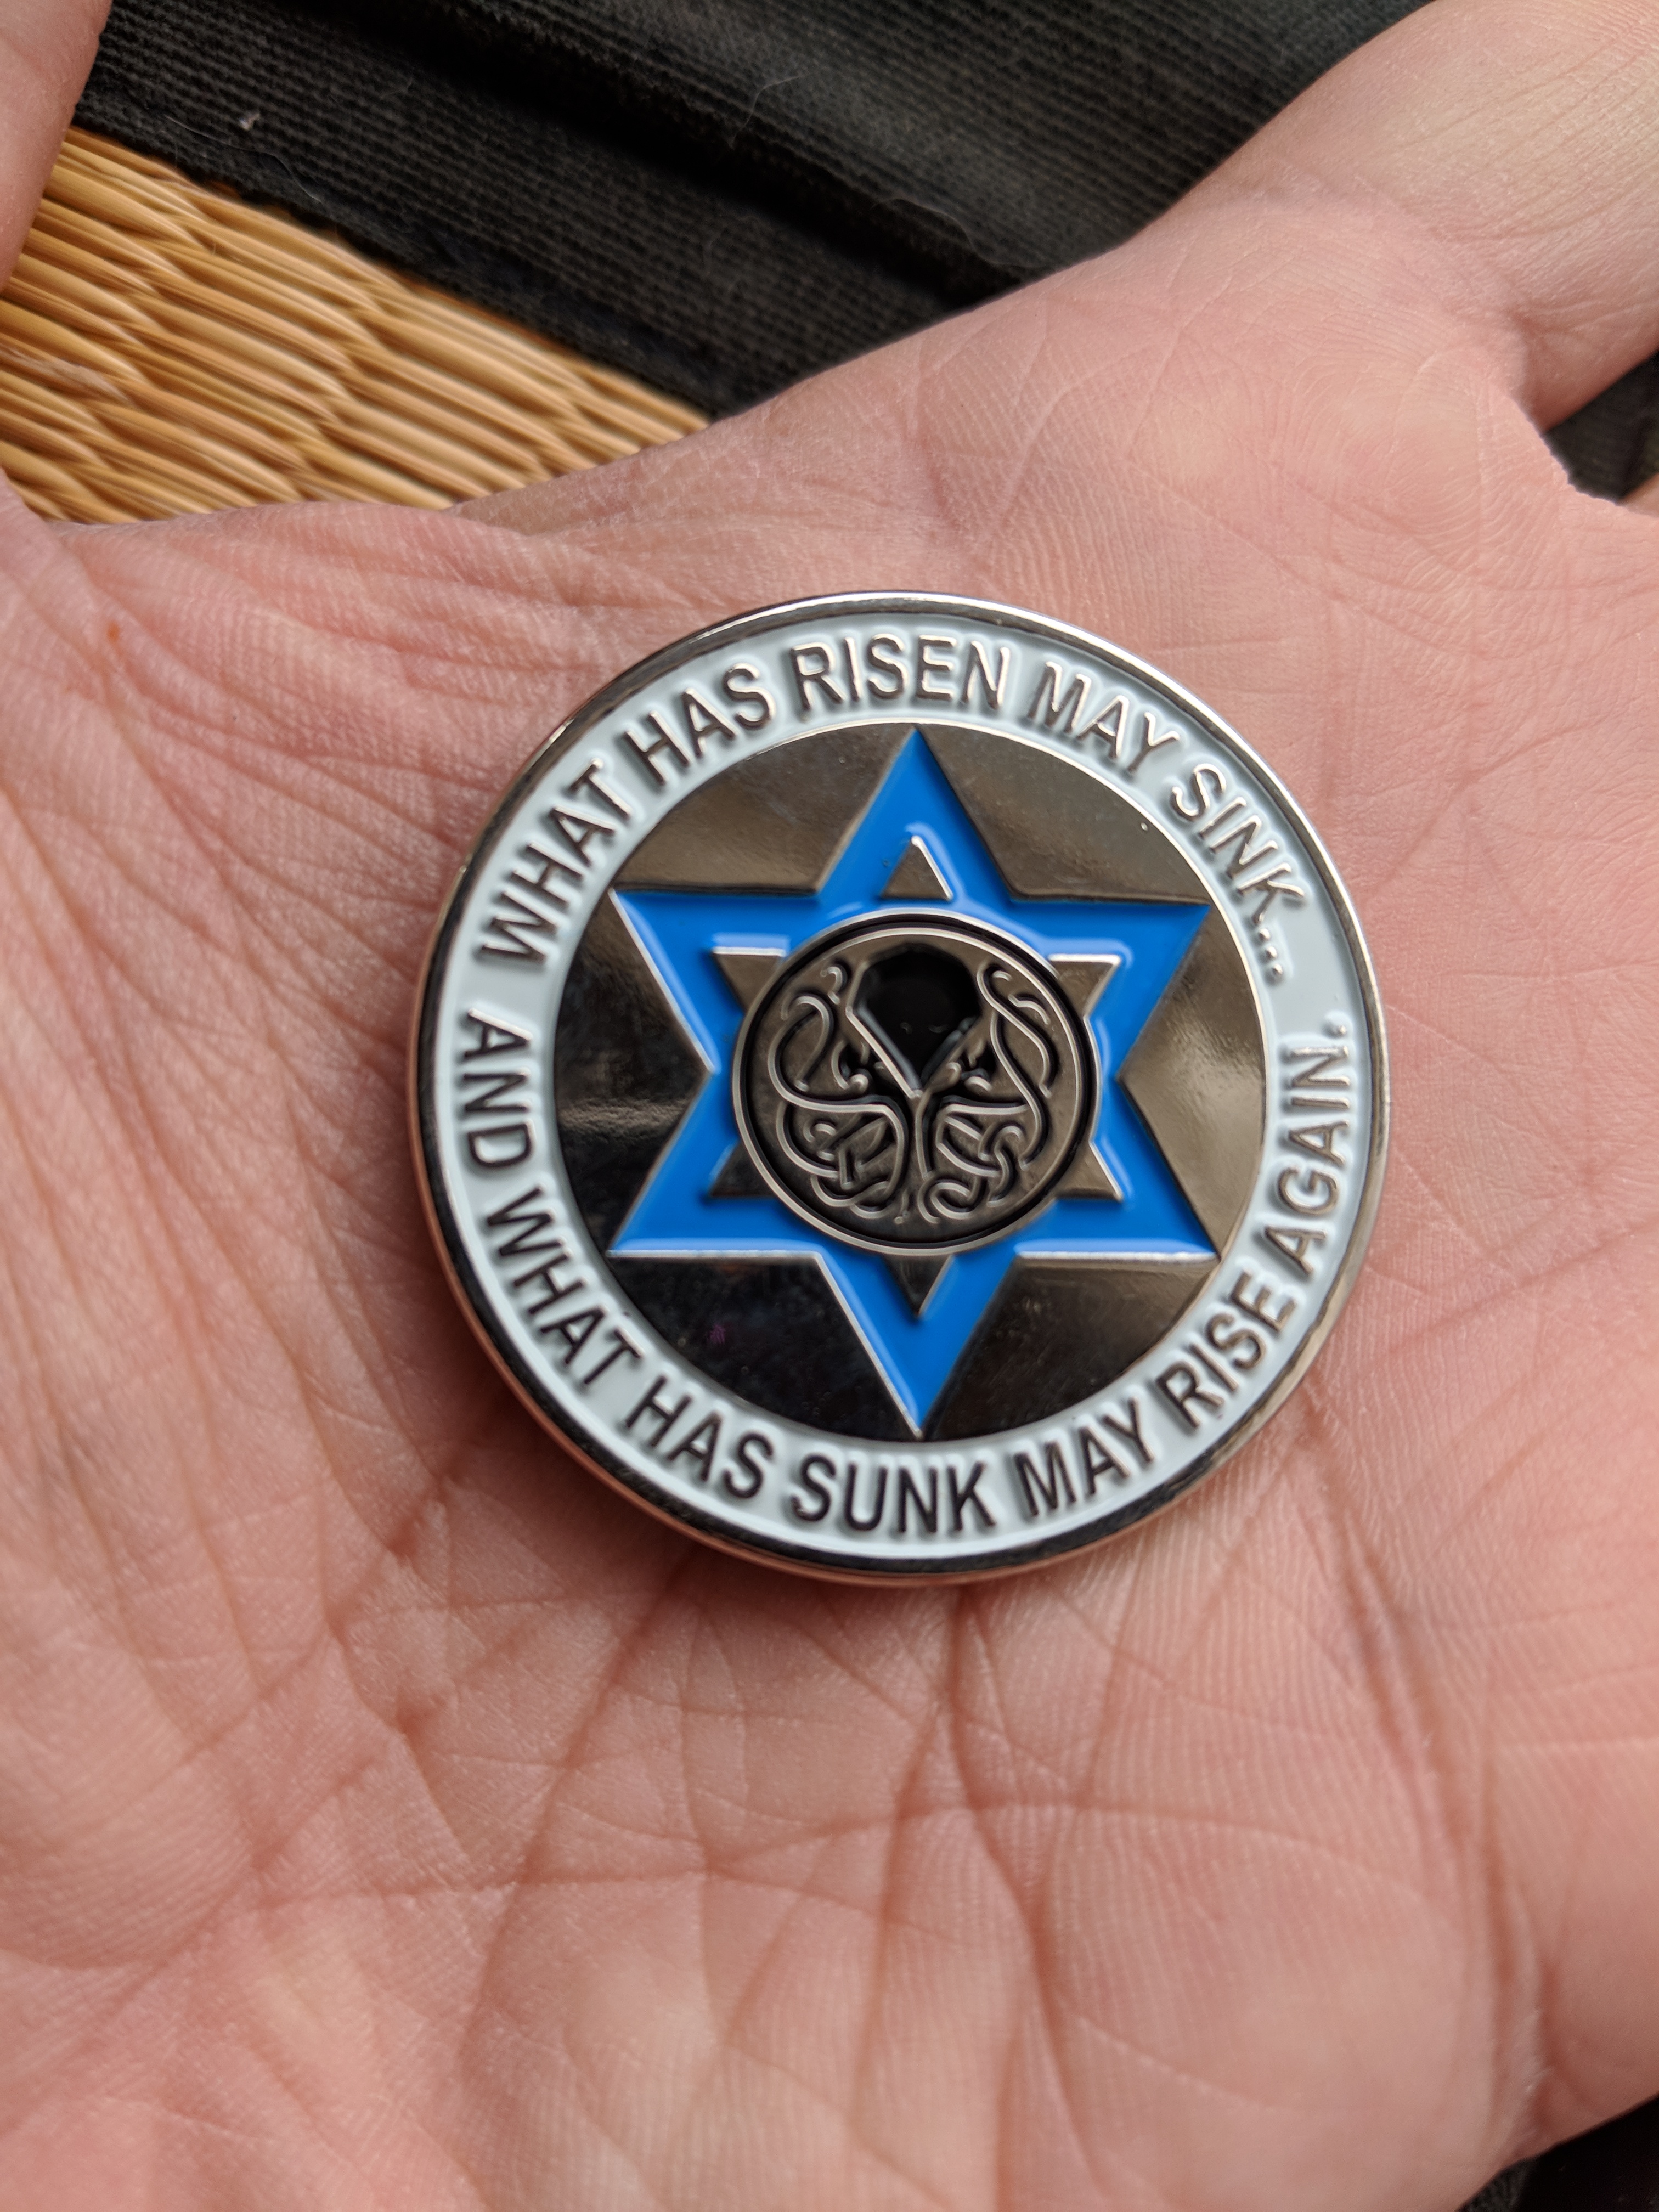 WHAT HAS RISEN MAY SINK...
AND WHAT HAS SUNK MAY RISE AGAIN.